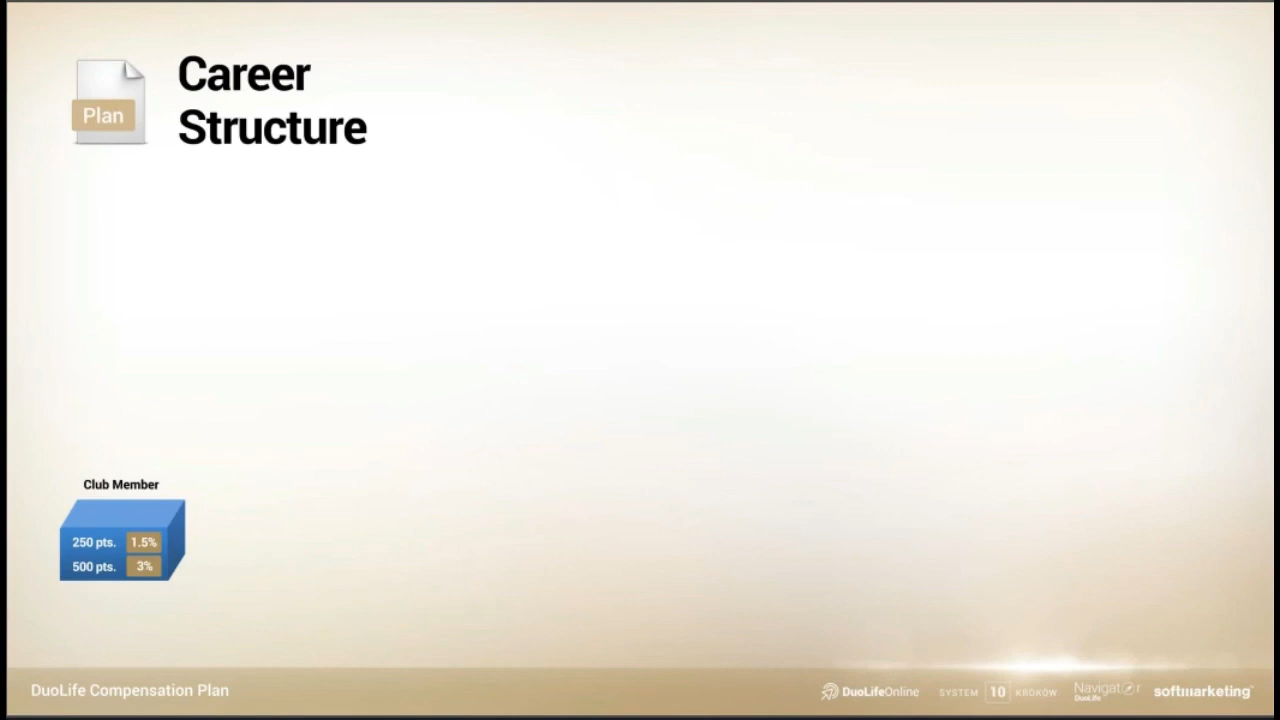 Plan
Career
Structure
Club Member
250 pts. 1.5%
500 pts. 3%
DuoLife Compensation Plan
DuoLifeOnline
SYSTEM 10 KROKÓW
Navigator
DuoLife
softmarketing